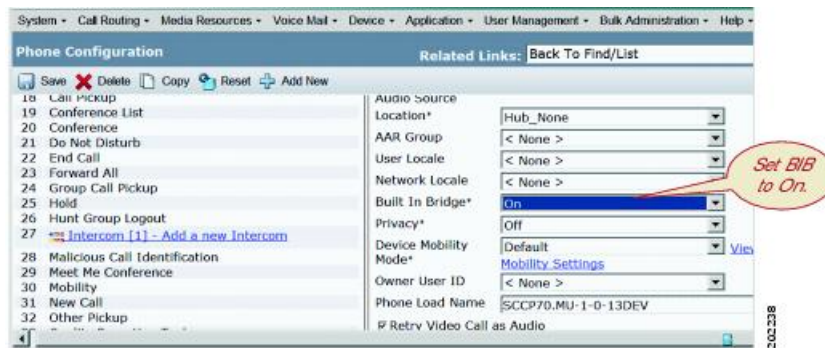 System Call Routing Media Resources Voice Mail Device Application User Management Bulk Administration Help
Phone Configuration
Related Links: Back To Find/List
Save Delete Copy Reset Add New
18 Call Pickup
19 Conference List
20 Conference
21 Do Not Disturb
22 End Call
23 Forward All
24 Group Call Pickup
25 Hold
26 Hunt Group Logout
27 Intercom [1] - Add a new Intercom
28 Malicious Call Identification
29 Meet Me Conference
30 Mobility
31 New Call
32 Other Pickup
Audio Source
Location* Hub_None
AAR Group < None >
User Locale < None >
Network Locale < None >
Built In Bridge* On
Privacy* Off
Device Mobility Mode* Default
Mobility Settings
Owner User ID < None >
Phone Load Name SCCP70.MU-1-0-13DEV
Retry Video Call as Audio
Set BIB
to On.
202238